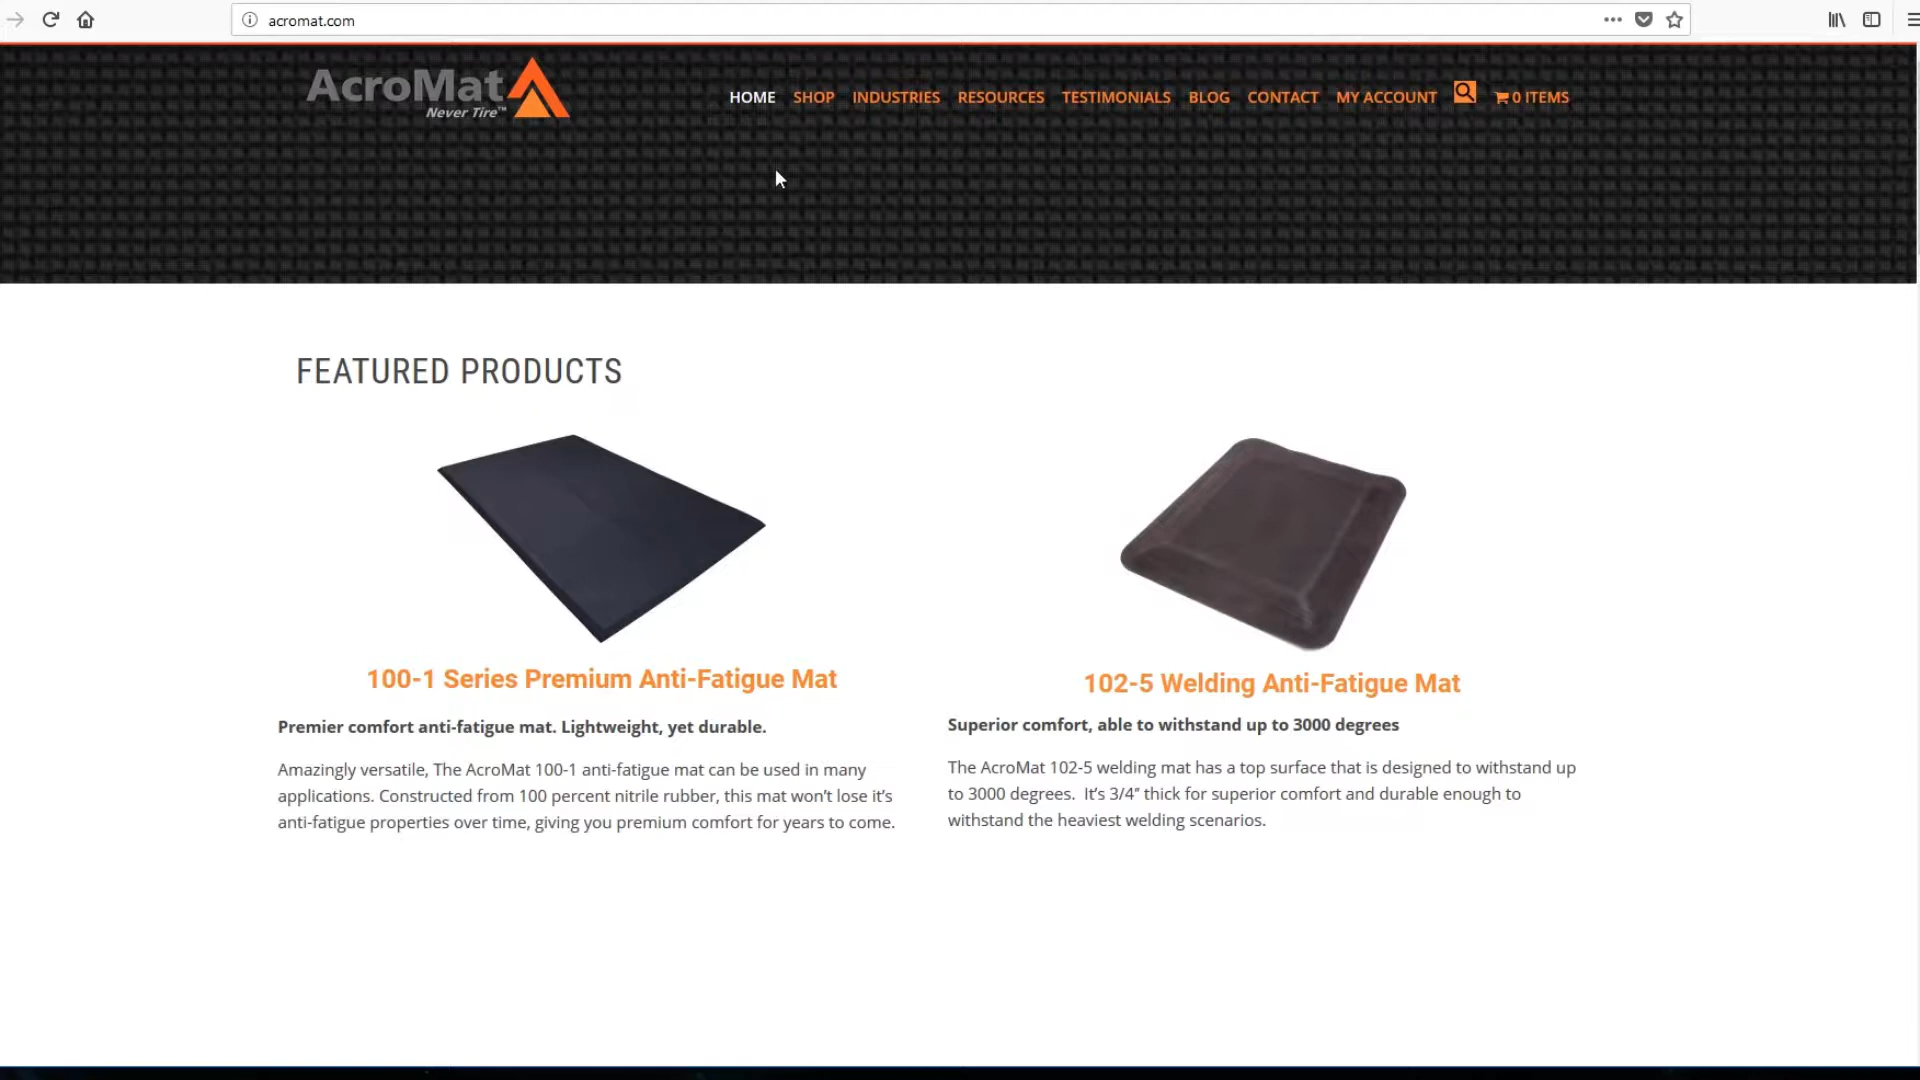 acromat.com
AcroMat
Never Tire™
HOME SHOP INDUSTRIES RESOURCES TESTIMONIALS BLOG CONTACT MY ACCOUNT 0 ITEMS
FEATURED PRODUCTS
100-1 Series Premium Anti-Fatigue Mat
Premier comfort anti-fatigue mat. Lightweight, yet durable.
Amazingly versatile, The AcroMat 100-1 anti-fatigue mat can be used in many
applications. Constructed from 100 percent nitrile rubber, this mat won’t lose it’s
anti-fatigue properties over time, giving you premium comfort for years to come.
102-5 Welding Anti-Fatigue Mat
Superior comfort, able to withstand up to 3000 degrees
The AcroMat 102-5 welding mat has a top surface that is designed to withstand up
to 3000 degrees.  It’s 3/4” thick for superior comfort and durable enough to
withstand the heaviest welding scenarios.